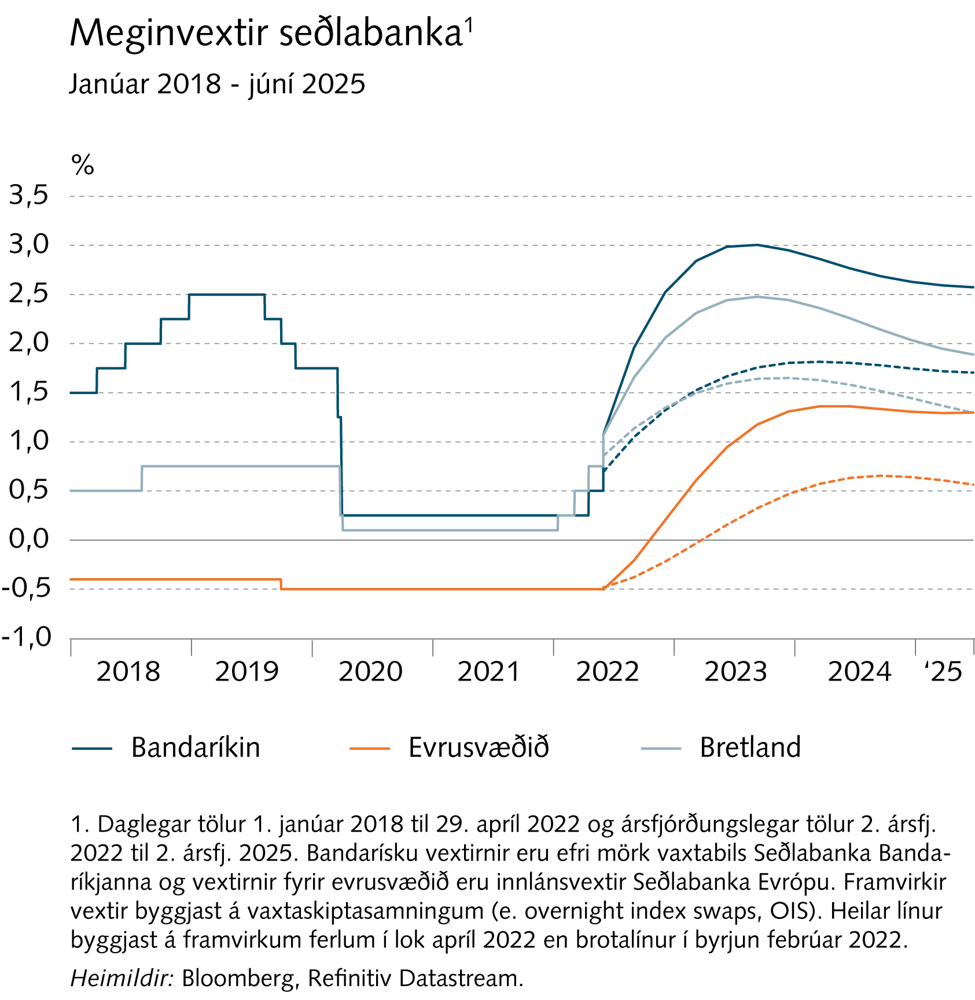 Meginvextir seðlabanka¹
Janúar 2018 - júní 2025
%
3,5
3,0
2,5
2,0
1,5
1,0
0,5
0,0
-0,5
-1,0
2018 2019 2020 2021 2022 2023 2024 ‘25
Bandaríkin Evrusvæðið Bretland
1. Daglegar tölur 1. janúar 2018 til 29. apríl 2022 og ársfjórðungslegar tölur 2. ársfj.
2022 til 2. ársfj. 2025. Bandarísku vextirnir eru efri mörk vaxtabils Seðlabanka Banda-
ríkjanna og vextirnir fyrir evrusvæðið eru innlánsvextir Seðlabanka Evrópu. Framvirkir
vextir byggjast á vaxtaskiptasamningum (e. overnight index swaps, OIS). Heilar línur
byggjast á framvirkum ferlum í lok apríl 2022 en brotalínur í byrjun febrúar 2022.
Heimildir: Bloomberg, Refinitiv Datastream.